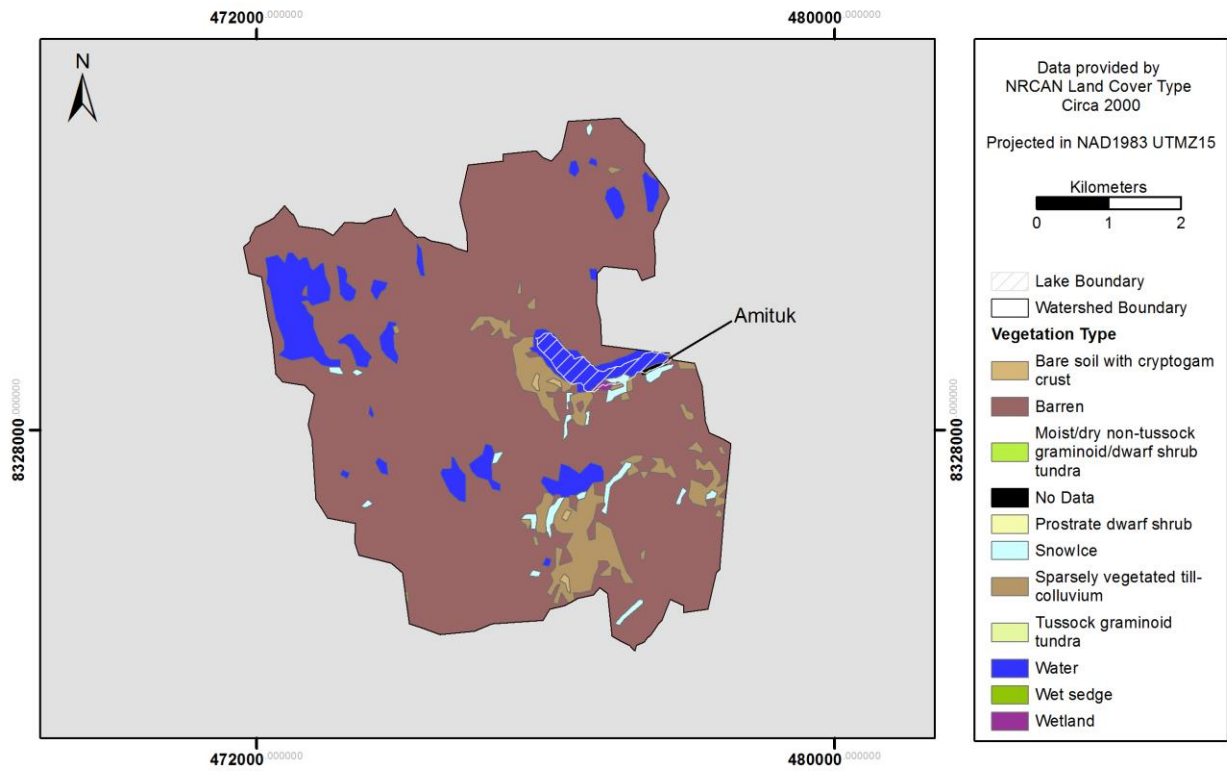 472000.000000
480000.000000
N
Amituk
8328000.000000
8328000.000000
472000.000000
480000.000000
Data provided by
NRCAN Land Cover Type
Circa 2000
Projected in NAD1983 UTMZ15
Kilometers
0 1 2
Lake Boundary
Watershed Boundary
Vegetation Type
Bare soil with cryptogam
crust
Barren
Moist/dry non-tussock
graminoid/dwarf shrub
tundra
No Data
Prostrate dwarf shrub
SnowIce
Sparsely vegetated till-
colluvium
Tussock graminoid
tundra
Water
Wet sedge
Wetland